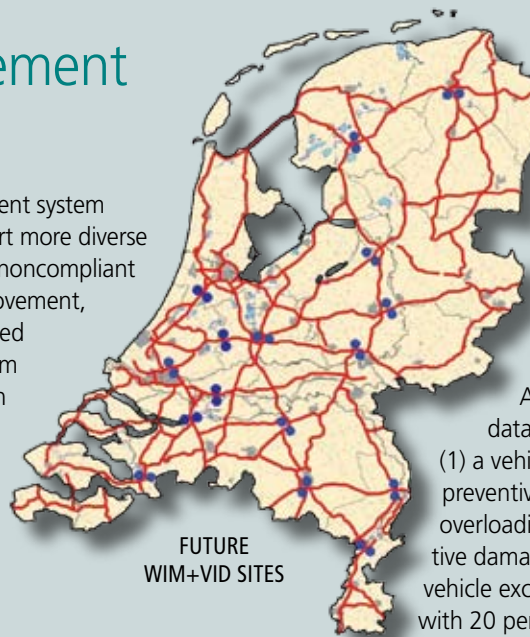 ement
ent system
rt more diverse
noncompliant
ovement,
ed
m
n
FUTURE
WIM+VID SITES
A
data
(1) a vehi
preventiv
overloadi
tive dama
vehicle exc
with 20 per